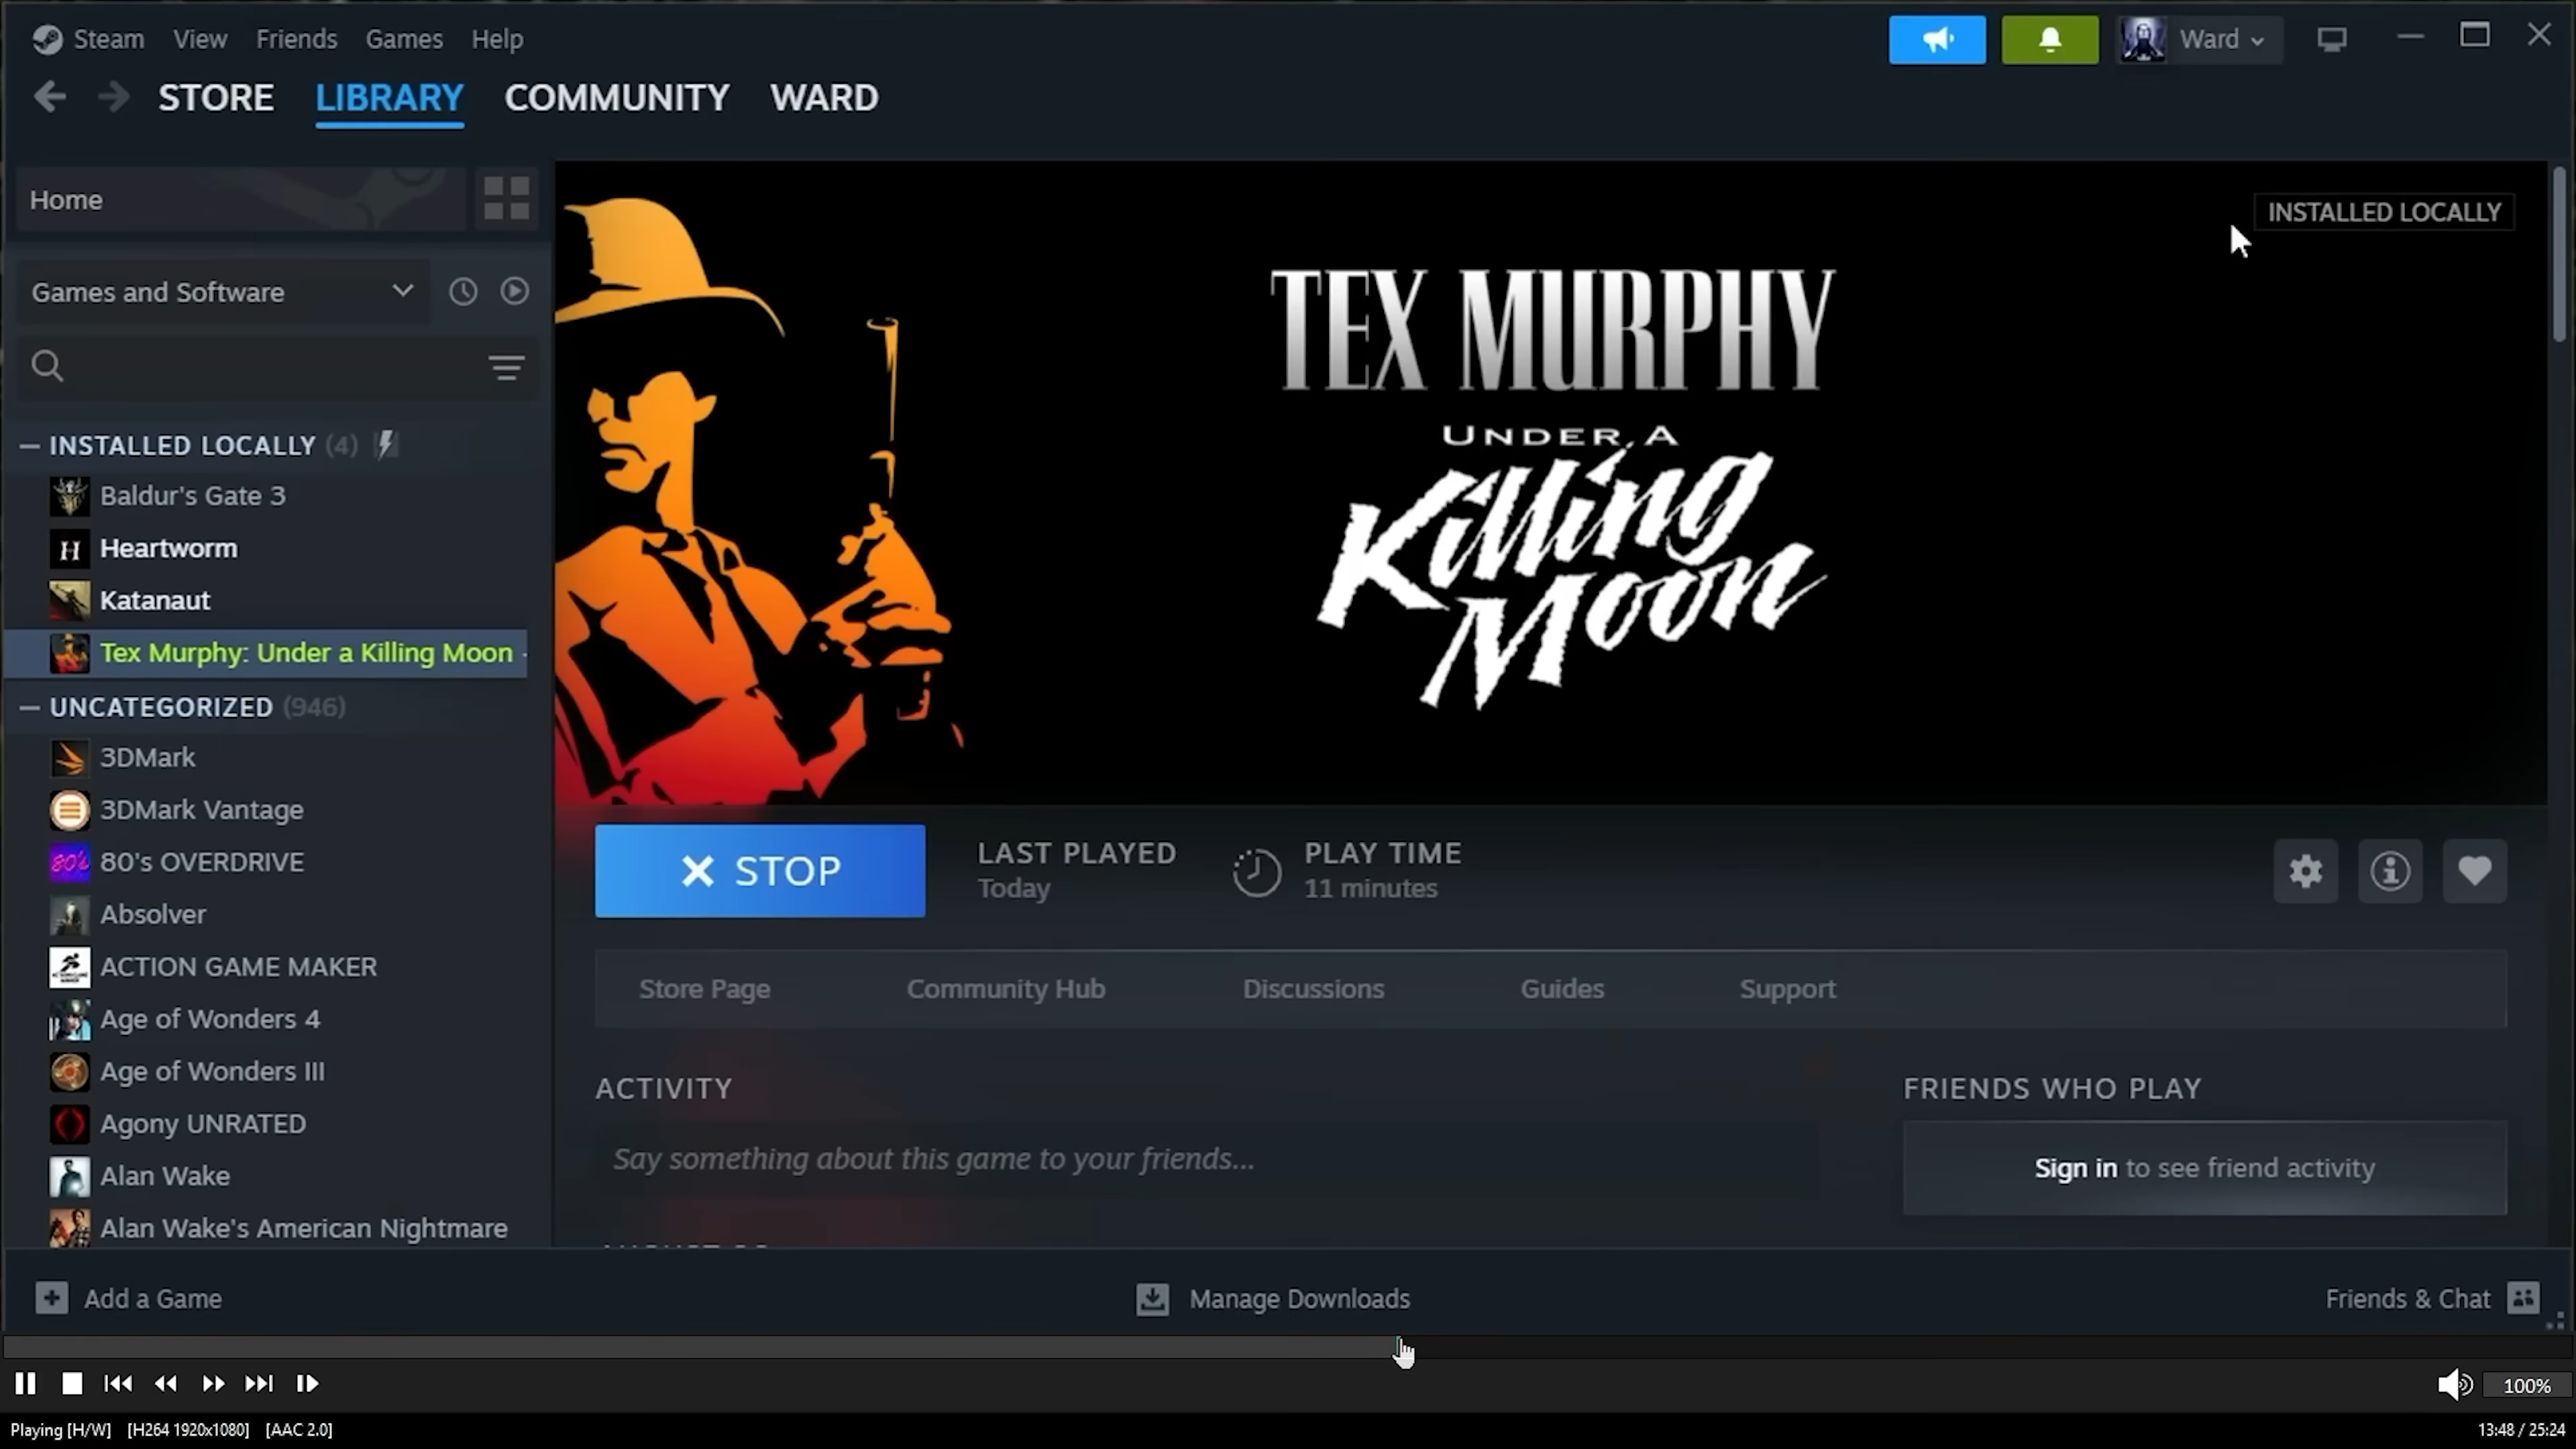 Steam View Friends Games Help Ward
STORE LIBRARY COMMUNITY WARD
Home
INSTALLED LOCALLY
Games and Software
TEX MURPHY
UNDER A
Killing
Moon
INSTALLED LOCALLY (4)
Baldur's Gate 3
H Heartworm
Katanaut
Tex Murphy: Under a Killing Moon -
UNCATEGORIZED (946)
3DMark
3DMark Vantage
80's 80's OVERDRIVE
Absolver
ACTION GAME MAKER
Age of Wonders 4
Age of Wonders III
Agony UNRATED
Alan Wake
Alan Wake's American Nightmare
STOP
LAST PLAYED
Today
PLAY TIME
11 minutes
Store Page Community Hub Discussions Guides Support
ACTIVITY
Say something about this game to your friends...
FRIENDS WHO PLAY
Sign in to see friend activity
Add a Game Manage Downloads Friends & Chat
100%
Playing [H/W] [H264 1920x1080] [AAC 2.0] 13:48 / 25:24